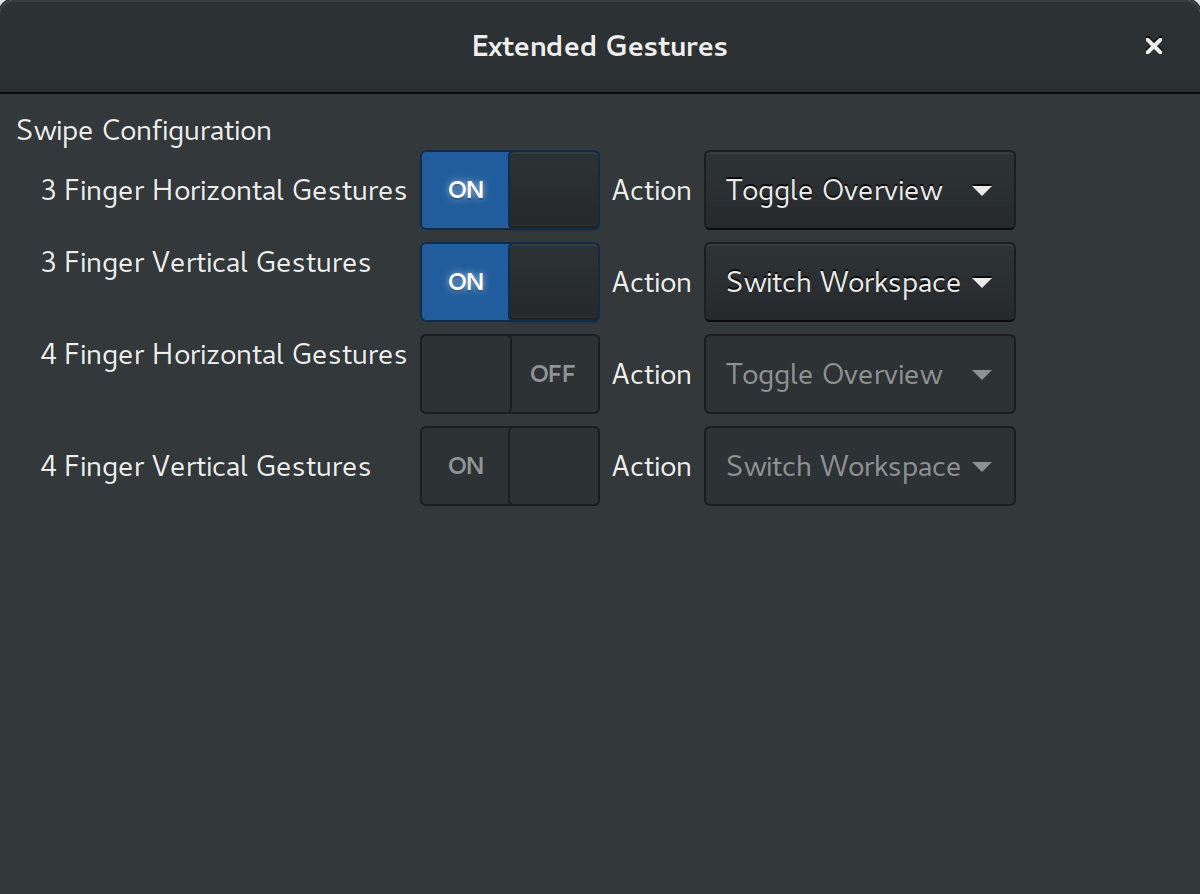 Extended Gestures
Swipe Configuration
3 Finger Horizontal Gestures ON Action Toggle Overview
3 Finger Vertical Gestures ON Action Switch Workspace
4 Finger Horizontal Gestures OFF Action Toggle Overview
4 Finger Vertical Gestures ON Action Switch Workspace